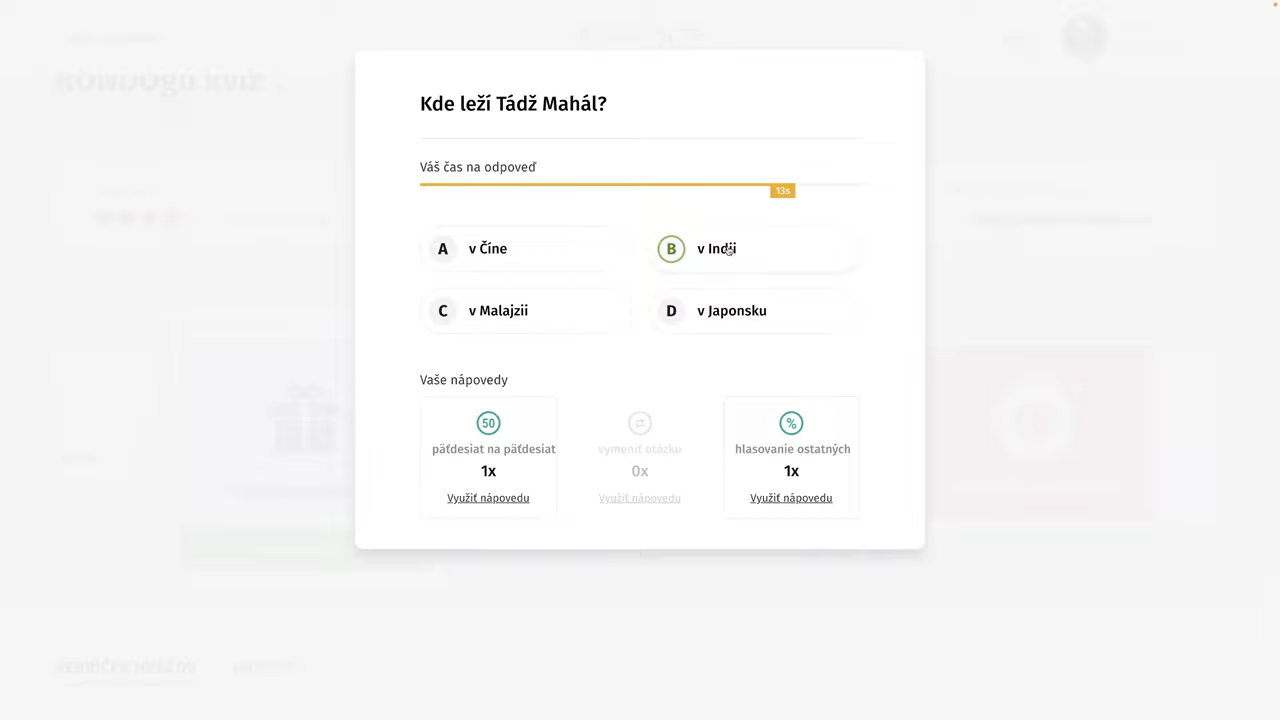 Kde leží Tádž Mahál?
Váš čas na odpoveď
13s
A v Číne
B v Indii
C v Malajzii
D v Japonsku
Vaše nápovedy
50
päťdesiat na päťdesiat
1x
Využiť nápovedu
vymeniť otázku
0x
Využiť nápovedu
%
hlasovanie ostatných
1x
Využiť nápovedu